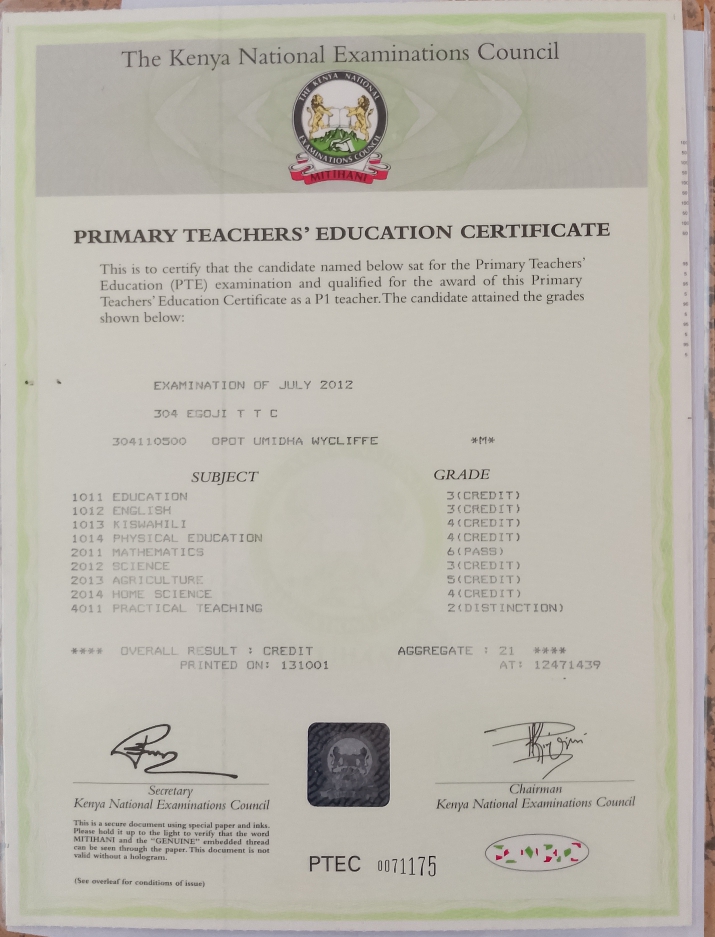 The Kenya National Examinations Council
THE KENYA NATIONAL
EXAMINATIONS COUNCIL
MITIHANI
PRIMARY TEACHERS' EDUCATION CERTIFICATE
This is to certify that the candidate named below sat for the Primary Teachers'
Education (PTE) examination and qualified for the award of this Primary
Teachers' Education Certificate as a P1 teacher. The candidate attained the grades
shown below:
EXAMINATION OF JULY 2012
304 EGOJI T T C
304110500 OPOT UMIDHA WYCLIFFE *M*
SUBJECT GRADE
1011 EDUCATION 3(CREDIT)
1012 ENGLISH 3(CREDIT)
1013 KISWAHILI 4(CREDIT)
1014 PHYSICAL EDUCATION 4(CREDIT)
2011 MATHEMATICS 6(PASS)
2012 SCIENCE 3(CREDIT)
2013 AGRICULTURE 5(CREDIT)
2014 HOME SCIENCE 4(CREDIT)
4011 PRACTICAL TEACHING 2(DISTINCTION)
**** OVERALL RESULT : CREDIT AGGREGATE : 21 ****
PRINTED ON: 131001 AT: 12471439
Secretary
Kenya National Examinations Council
Chairman
Kenya National Examinations Council
This is a secure document using special paper and inks.
Please hold it up to the light to verify that the word
MITIHANI and the "GENUINE" embedded thread
can be seen through the paper. This document is not
valid without a hologram.
(See overleaf for conditions of issue)
PTEC 0071175